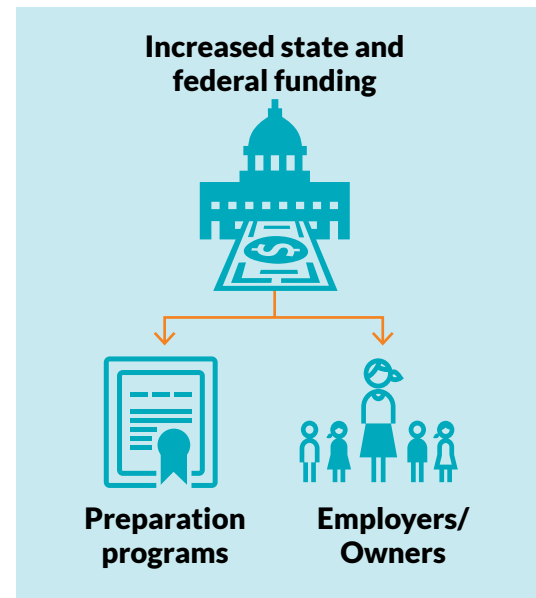 Increased state and
federal funding
$
Preparation
programs
Employers/
Owners